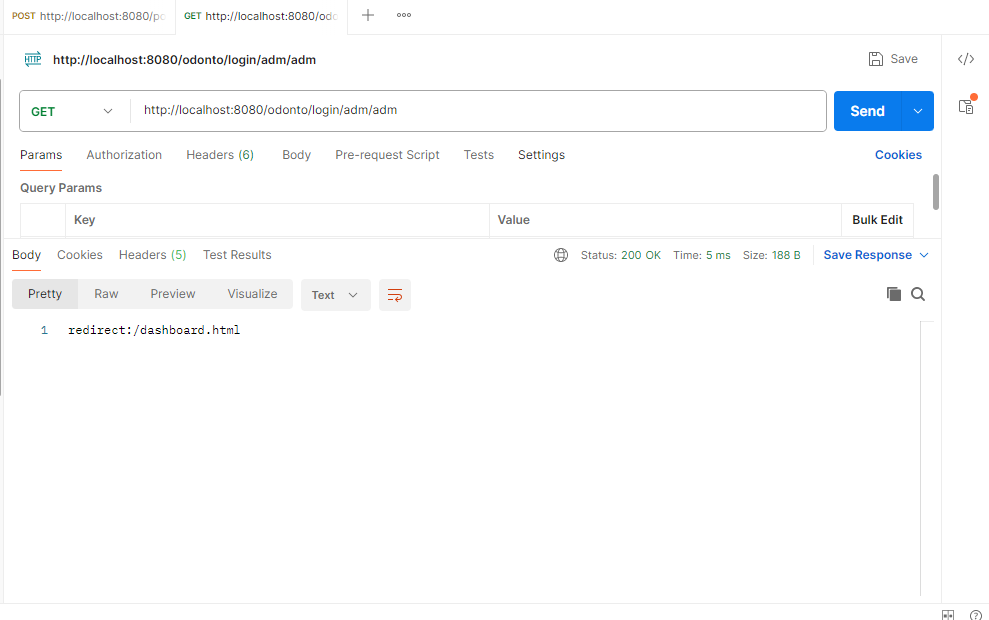 POST http://localhost:8080/po GET http://localhost:8080/odo
HTTP http://localhost:8080/odonto/login/adm/adm Save
GET http://localhost:8080/odonto/login/adm/adm Send
Params Authorization Headers (6) Body Pre-request Script Tests Settings Cookies
Query Params
Key Value Bulk Edit
Body Cookies Headers (5) Test Results Status: 200 OK Time: 5 ms Size: 188 B Save Response
Pretty Raw Preview Visualize Text
1 redirect:/dashboard.html